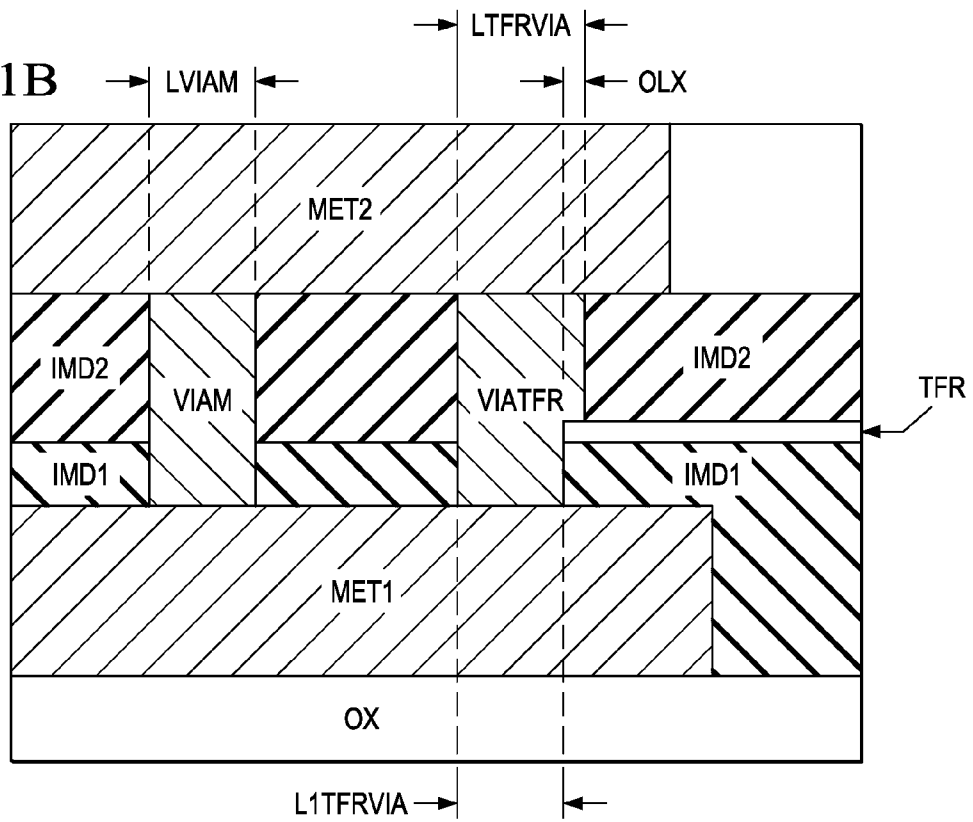 LTFRVIA
1B
LVIAM
OLX
MET2
IMD2
VIAM
VIATFR
IMD2
TFR
IMD1
IMD1
MET1
OX
L1TFRVIA